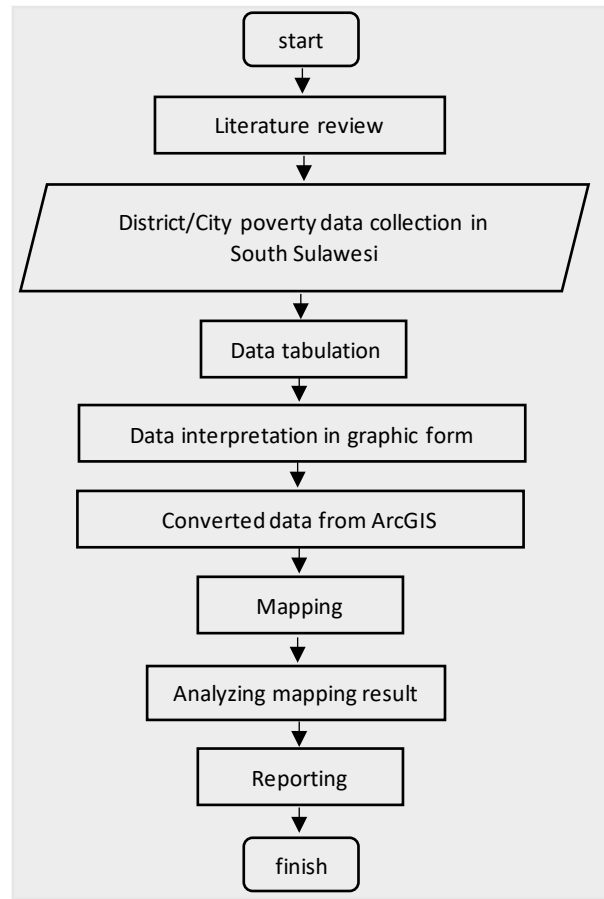 start
Literature review
District/City poverty data collection in
South Sulawesi
Data tabulation
Data interpretation in graphic form
Converted data from ArcGIS
Mapping
Analyzing mapping result
Reporting
finish